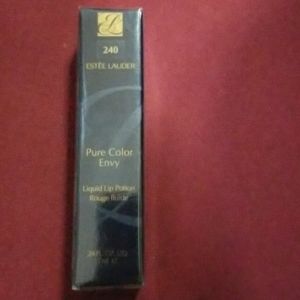 240
ESTĒE LAUDER
Pure Color
Envy
Liquid Lip Potion
Rouge fluide